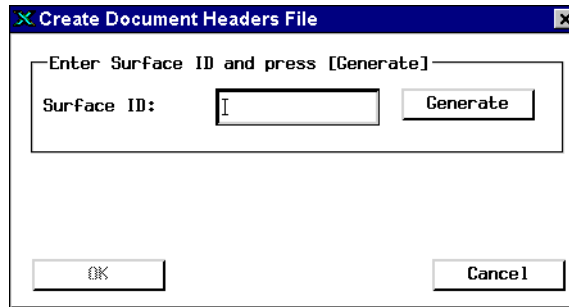 Create Document Headers File
Enter Surface ID and press [Generate]
Surface ID:
Generate
OK
Cancel